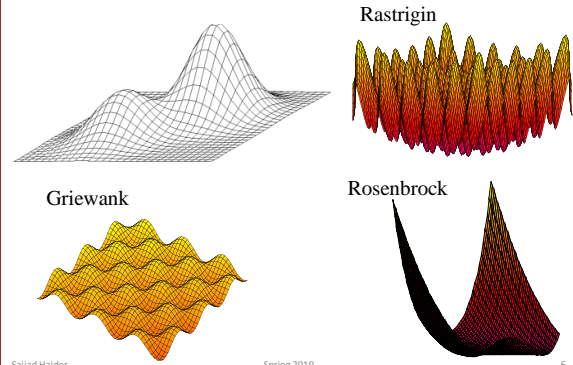 Rastrigin
Griewank
Rosenbrock
Sajjad Haider
Spring 2010
6